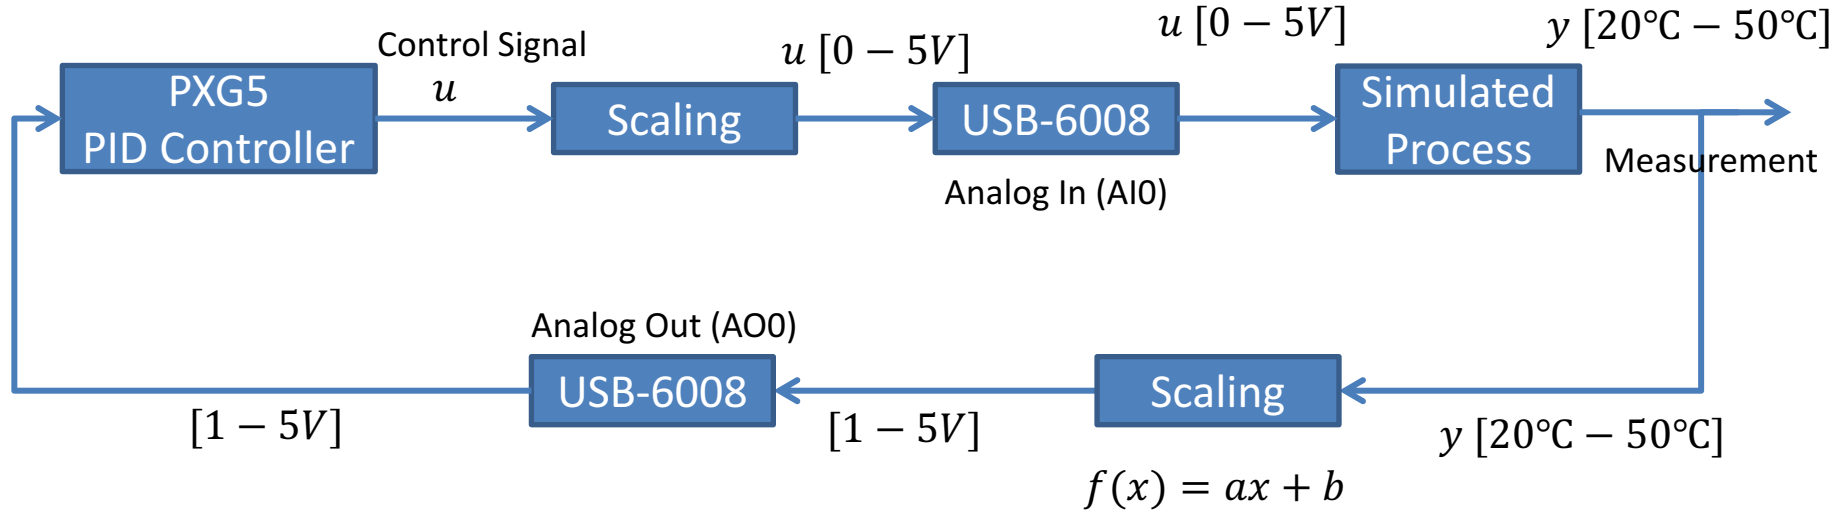 Control Signal
u
u [0 − 5V]
u [0 − 5V]
y [20℃ − 50℃]
PXG5
PID Controller
Scaling
USB-6008
Simulated
Process
Analog In (AI0)
Measurement
Analog Out (AO0)
USB-6008
Scaling
[1 − 5V]
[1 − 5V]
y [20℃ − 50℃]
f(x) = ax + b